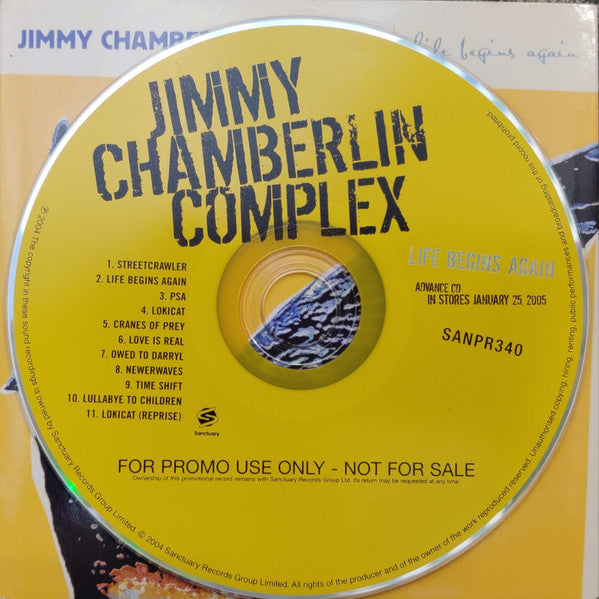 JIMMY CHAMBE
life begins again
JIMMY
CHAMBERLIN
COMPLEX
1. STREETCRAWLER
2. LIFE BEGINS AGAIN
3. PSA
4. LOKICAT
5. CRANES OF PREY
6. LOVE IS REAL
7. OWED TO DARRYL
8. NEWERWAVES
9. TIME SHIFT
10. LULLABYE TO CHILDREN
11. LOKICAT (REPRISE)
Sanctuary
LIFE BEGINS AGAIN
ADVANCE CD
IN STORES JANUARY 25, 2005
SANPR340
FOR PROMO USE ONLY - NOT FOR SALE
Ownership of this promotional record remains with Sanctuary Records Group Ltd. Its return may be requested at any time.
℗ 2004 The copyright in these sound recordings is owned by Sanctuary Records Group Limited. © 2004 Sanctuary Records Group Limited. All rights of the producer and of the owner of the work reproduced reserved. Unauthorised copying, hiring, renting, public performances and broadcasting of this record prohibited.